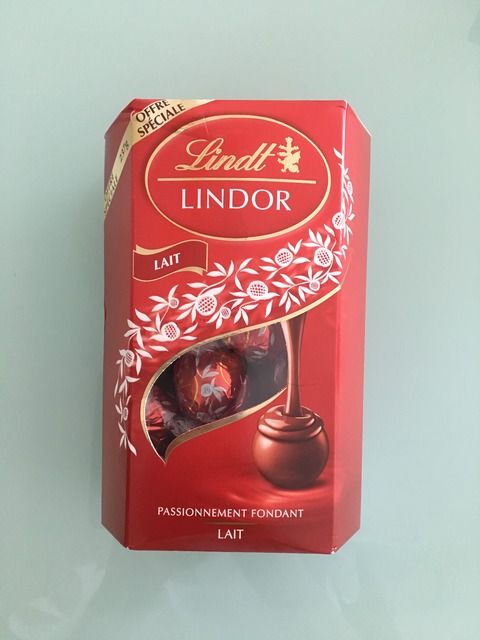 OFFRE
SPÉCIALE
Lindt
LINDOR
LAIT
PASSIONNEMENT FONDANT
LAIT